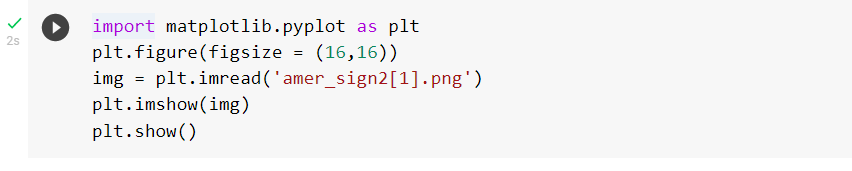 import matplotlib.pyplot as plt
2s
plt.figure(figsize = (16,16))
img = plt.imread('amer_sign2[1].png')
plt.imshow(img)
plt.show()